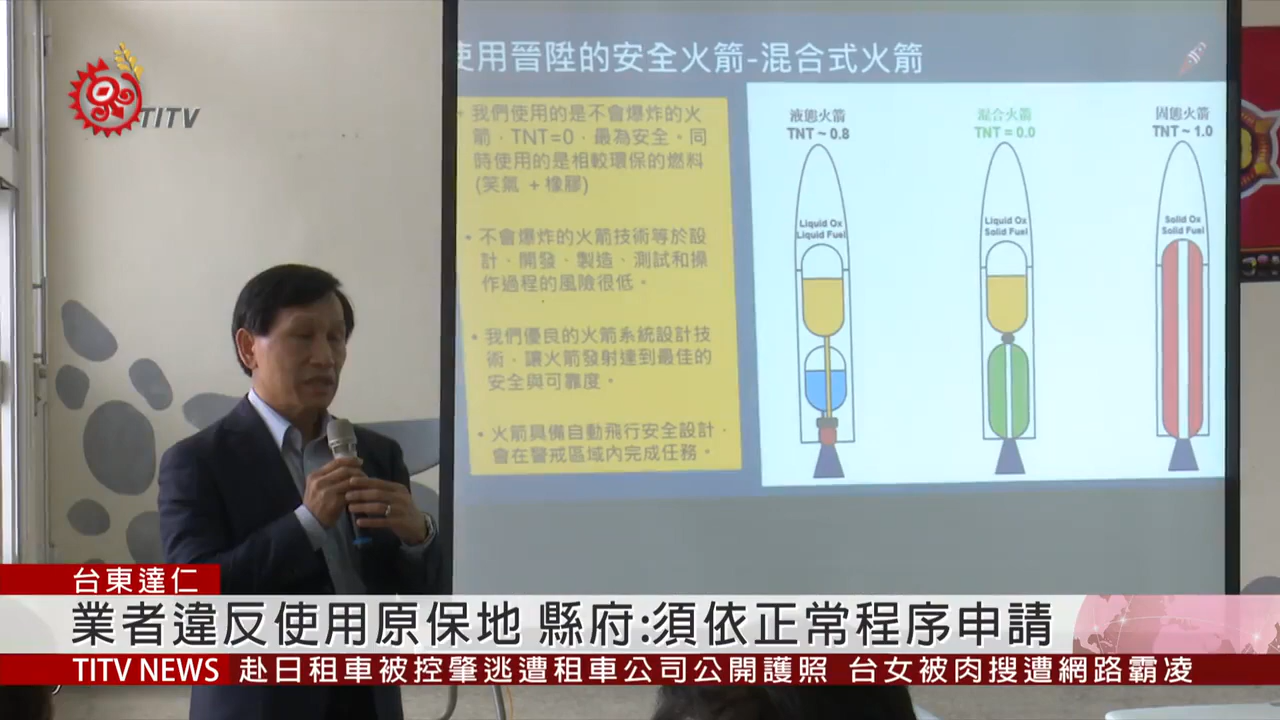 TITV
使用晉陞的安全火箭-混合式火箭
我們使用的是不會爆炸的火
箭，TNT=0，最為安全。同
時使用的是相較環保的燃料
(笑氣 + 橡膠)
不會爆炸的火箭技術等於設
計、開發、製造、測試和操
作過程的風險很低。
我們優良的火箭系統設計技
術，讓火箭發射達到最佳的
安全與可靠度。
火箭具備自動飛行安全設計，
會在警戒區域內完成任務。
液態火箭
TNT ~ 0.8
Liquid Ox
Liquid Fuel
混合火箭
TNT = 0.0
Liquid Ox
Solid Fuel
固態火箭
TNT ~ 1.0
Solid Ox
Solid Fuel
台東達仁
業者違反使用原保地 縣府:須依正常程序申請
TITV NEWS 赴日租車被控肇逃遭租車公司公開護照 台女被肉搜遭網路霸凌